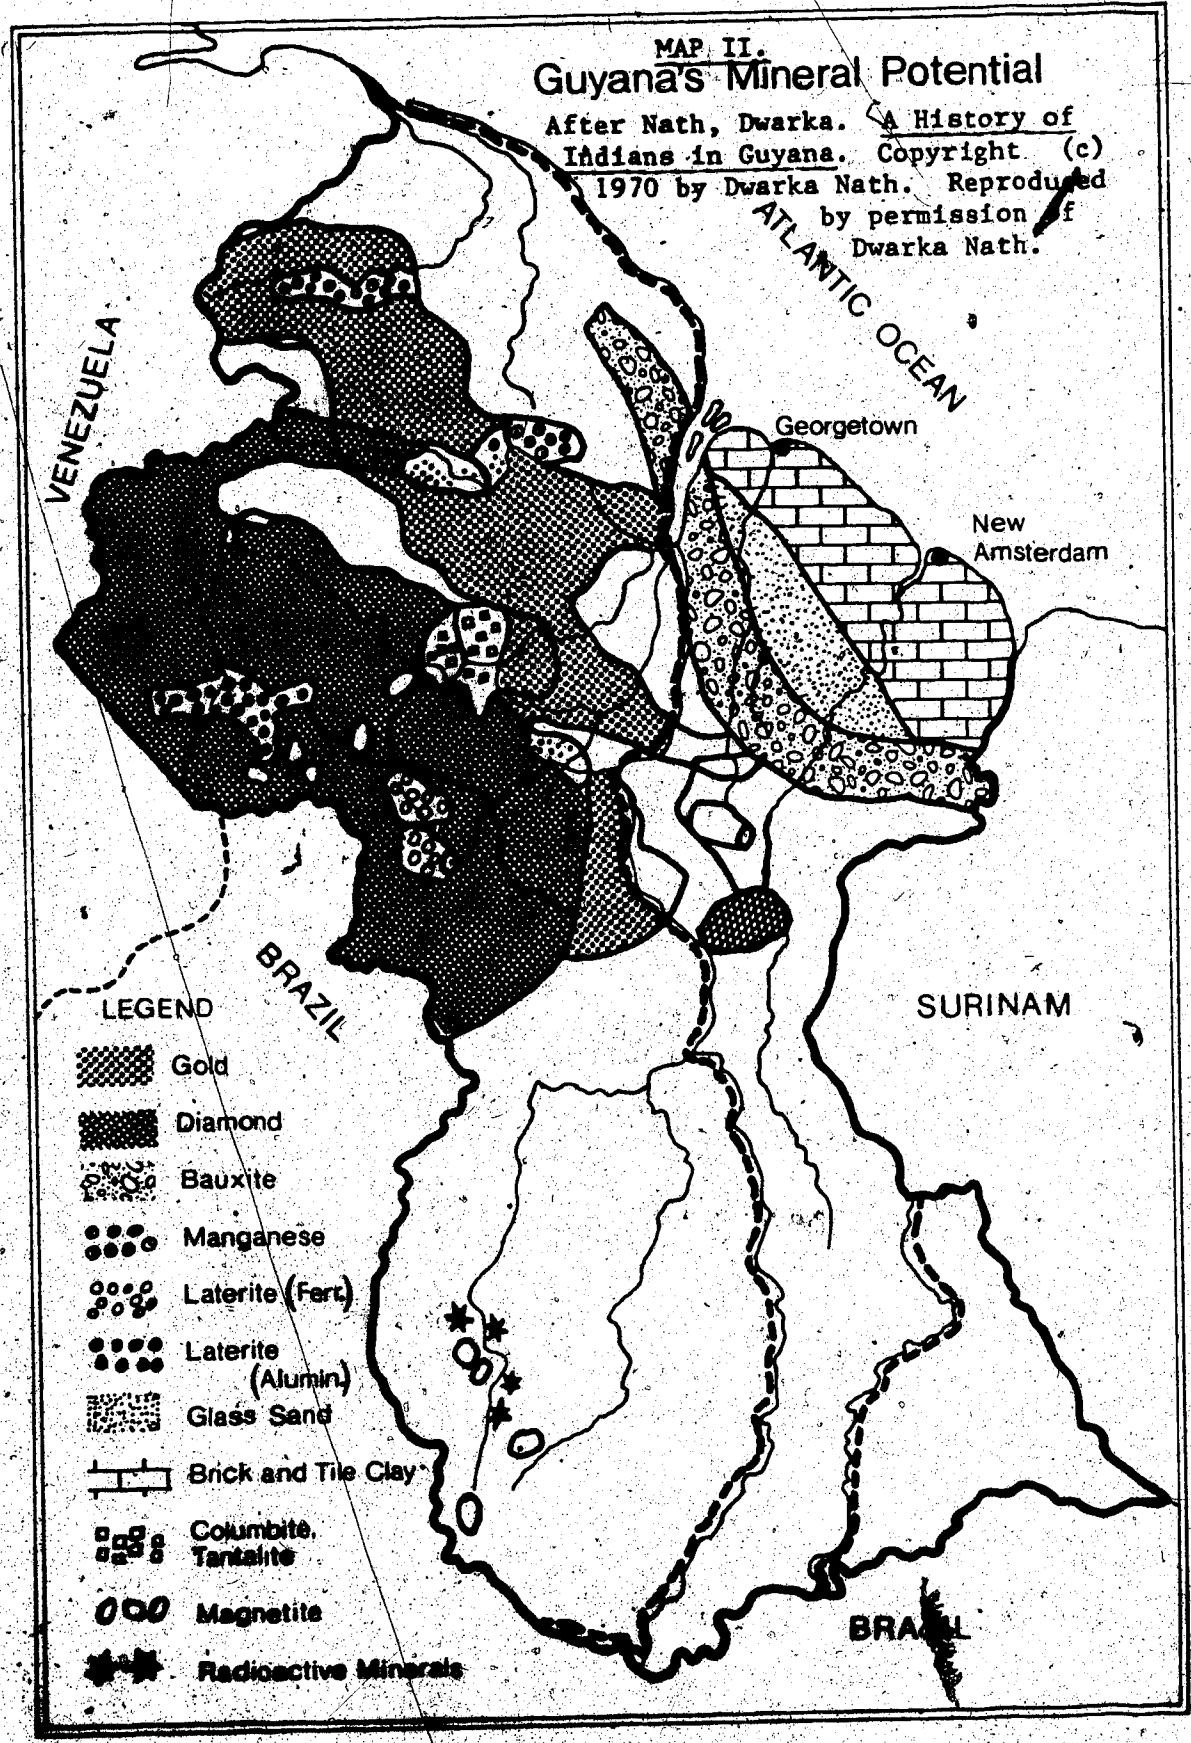 MAP II.
Guyana's Mineral Potential
After Nath, Dwarka. A History of
Indians in Guyana. Copyright (c)
1970 by Dwarka Nath. Reproduced
by permission of
Dwarka Nath.
ATLANTIC OCEAN
VENEZUELA
Georgetown
New
Amsterdam
BRAZIL
SURINAM
LEGEND
Gold
Diamond
Bauxite
Manganese
Laterite (Ferr.)
Laterite
(Alumin.)
Glass Sand
Brick and Tile Clay
Columbite,
Tantalite
Magnetite
Radioactive Minerals
BRAZIL